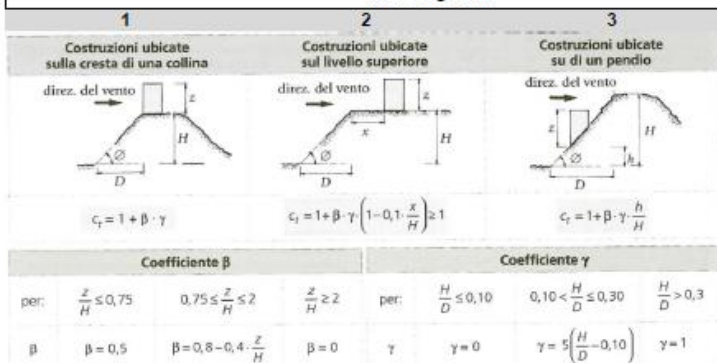 1 2 3
Costruzioni ubicate sulla cresta di una collina
Costruzioni ubicate sul livello superiore
Costruzioni ubicate su di un pendio
direz. del vento
z
H
Ø
D
direz. del vento
z
x
H
Ø
D
direz. del vento
z
H
Ø
h
D
c_t = 1 + β · γ
c_t = 1 + β · γ · (1 − 0,1 · x/H) ≥ 1
c_t = 1 + β · γ · h/H
Coefficiente β
Coefficiente γ
per: z/H ≤ 0,75 0,75 ≤ z/H ≤ 2 z/H ≥ 2 per: H/D ≤ 0,10 0,10 < H/D ≤ 0,30 H/D > 0,3
β β = 0,5 β = 0,8 − 0,4 · z/H β = 0 γ γ = 0 γ = 5(H/D − 0,10) γ = 1